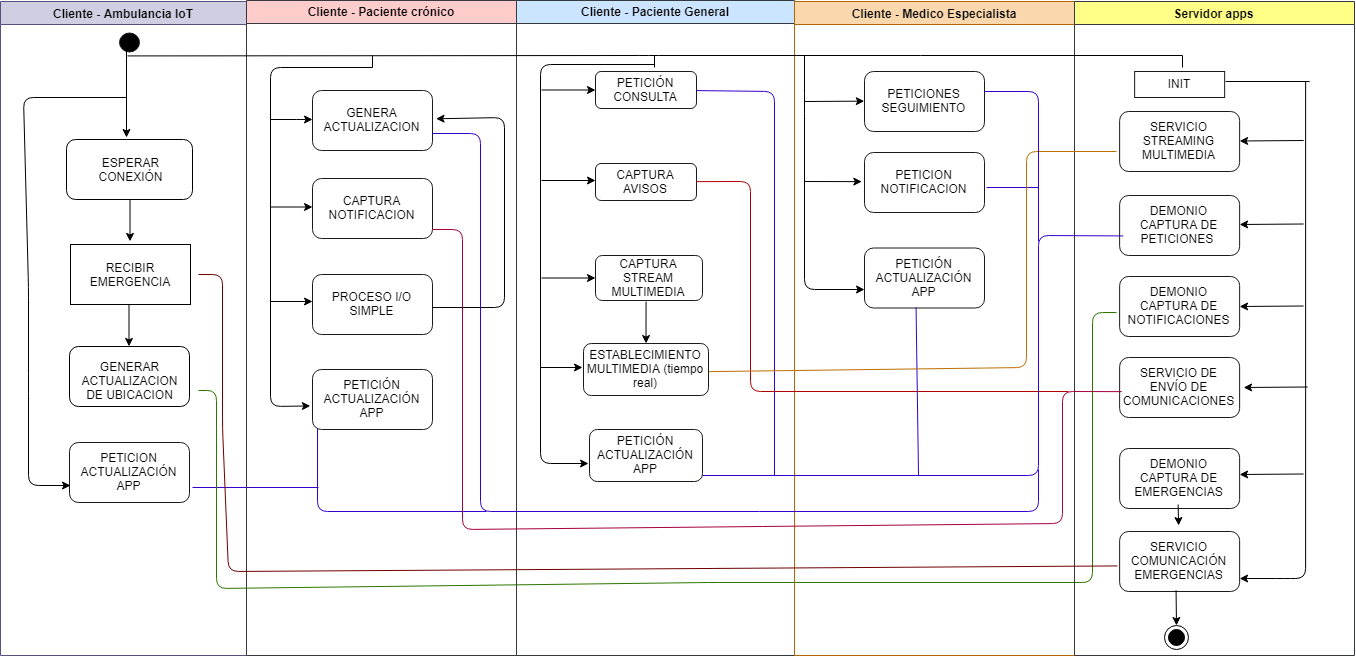 Cliente - Ambulancia IoT
Cliente - Paciente crónico
Cliente - Paciente General
Cliente - Medico Especialista
Servidor apps
ESPERAR
CONEXIÓN
RECIBIR
EMERGENCIA
GENERAR
ACTUALIZACION
DE UBICACION
PETICION
ACTUALIZACIÓN
APP
GENERA
ACTUALIZACION
CAPTURA
NOTIFICACION
PROCESO I/O
SIMPLE
PETICIÓN
ACTUALIZACIÓN
APP
PETICIÓN
CONSULTA
CAPTURA
AVISOS
CAPTURA
STREAM
MULTIMEDIA
ESTABLECIMIENTO
MULTIMEDIA (tiempo
real)
PETICIÓN
ACTUALIZACIÓN
APP
PETICIONES
SEGUIMIENTO
PETICION
NOTIFICACION
PETICIÓN
ACTUALIZACIÓN
APP
INIT
SERVICIO
STREAMING
MULTIMEDIA
DEMONIO
CAPTURA DE
PETICIONES
DEMONIO
CAPTURA DE
NOTIFICACIONES
SERVICIO DE
ENVÍO DE
COMUNICACIONES
DEMONIO
CAPTURA DE
EMERGENCIAS
SERVICIO
COMUNICACIÓN
EMERGENCIAS